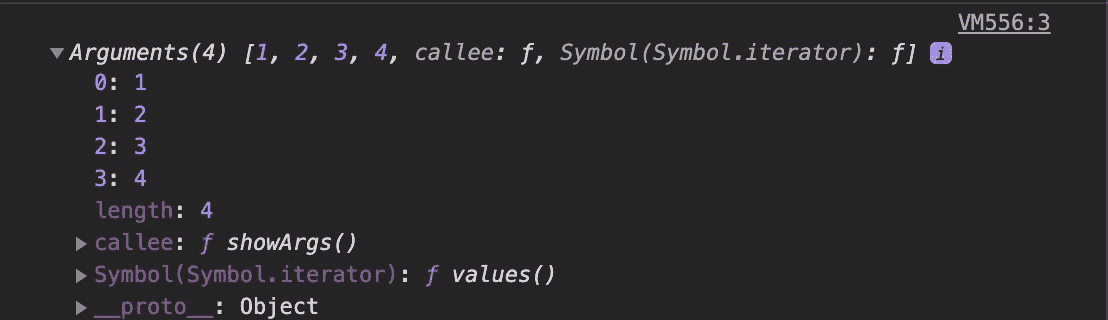 VM556:3
▼Arguments(4) [1, 2, 3, 4, callee: ƒ, Symbol(Symbol.iterator): ƒ] i
0: 1
1: 2
2: 3
3: 4
length: 4
▶callee: ƒ showArgs()
▶Symbol(Symbol.iterator): ƒ values()
▶__proto__: Object